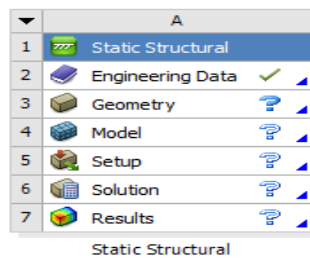 A
1 Static Structural
2 Engineering Data
3 Geometry ?
4 Model ?
5 Setup ?
6 Solution ?
7 Results ?
Static Structural